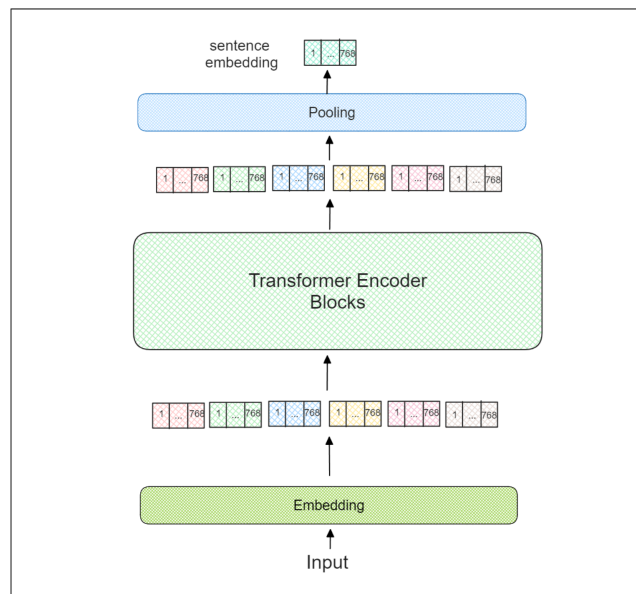 sentence
embedding
1 ... 768
Pooling
1 ... 768 1 ... 768 1 ... 768 1 ... 768 1 ... 768 1 ... 768
Transformer Encoder
Blocks
1 ... 768 1 ... 768 1 ... 768 1 ... 768 1 ... 768 1 ... 768
Embedding
Input